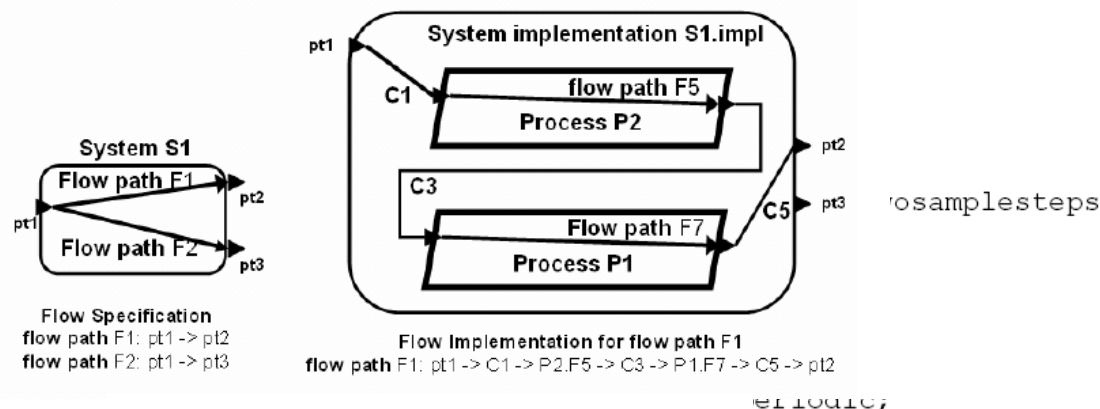 System S1
Flow path F1
pt1
pt2
Flow path F2
pt3
Flow Specification
flow path F1: pt1 -> pt2
flow path F2: pt1 -> pt3
System implementation S1.impl
pt1
C1
flow path F5
Process P2
C3
pt2
pt3
C5
Flow path F7
Process P1
Flow Implementation for flow path F1
flow path F1: pt1 -> C1 -> P2.F5 -> C3 -> P1.F7 -> C5 -> pt2
osamplesteps
eriodic;